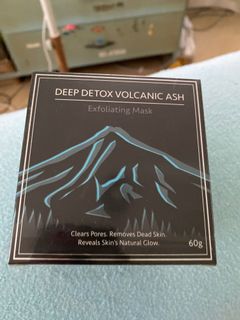 DEEP DETOX VOLCANIC ASH
Exfoliating Mask
Clears Pores. Removes Dead Skin.
Reveals Skin's Natural Glow.
60g